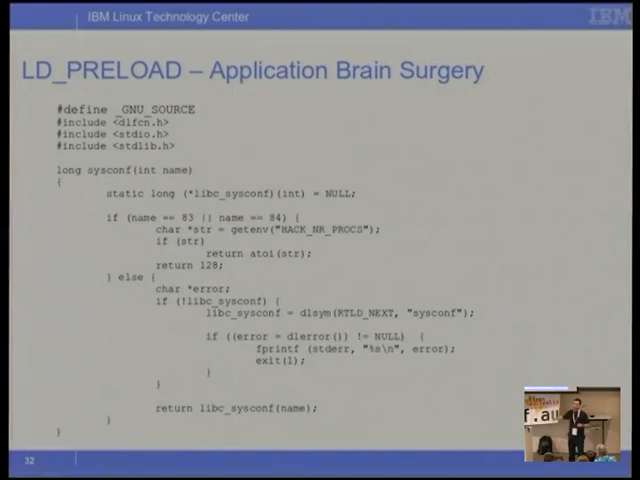 IBM Linux Technology Center
IBM
LD_PRELOAD – Application Brain Surgery
#define _GNU_SOURCE
#include <dlfcn.h>
#include <stdio.h>
#include <stdlib.h>
long sysconf(int name)
{
static long (*libc_sysconf)(int) = NULL;
if (name == 83 || name == 84) {
char *str = getenv("HACK_NR_PROCS");
if (str)
return atoi(str);
return 128;
} else {
char *error;
if (!libc_sysconf) {
libc_sysconf = dlsym(RTLD_NEXT, "sysconf");
if ((error = dlerror()) != NULL) {
fprintf (stderr, "%s\n", error);
exit(1);
}
}
return libc_sysconf(name);
}
}
32
f.au